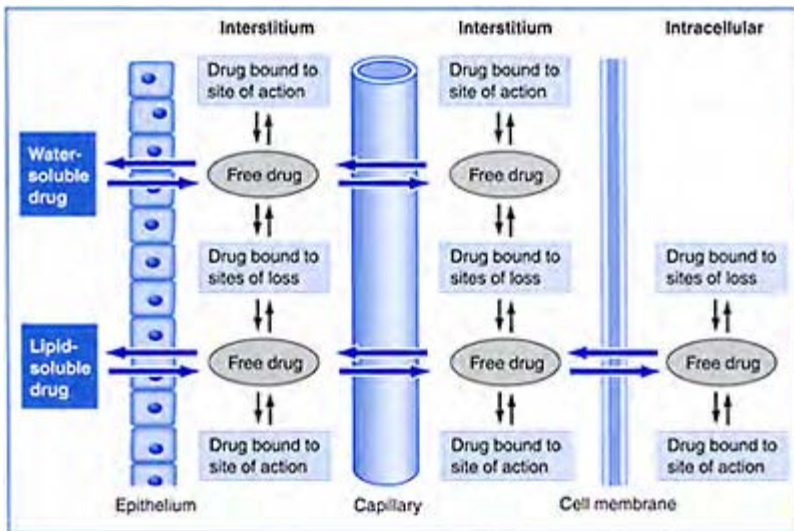 Interstitium
Interstitium
Intracellular
Drug bound to
site of action
Drug bound to
site of action
Water-
soluble
drug
Free drug
Free drug
Drug bound to
sites of loss
Drug bound to
sites of loss
Drug bound to
sites of loss
Lipid-
soluble
drug
Free drug
Free drug
Free drug
Drug bound to
site of action
Drug bound to
site of action
Drug bound to
site of action
Epithelium
Capillary
Cell membrane